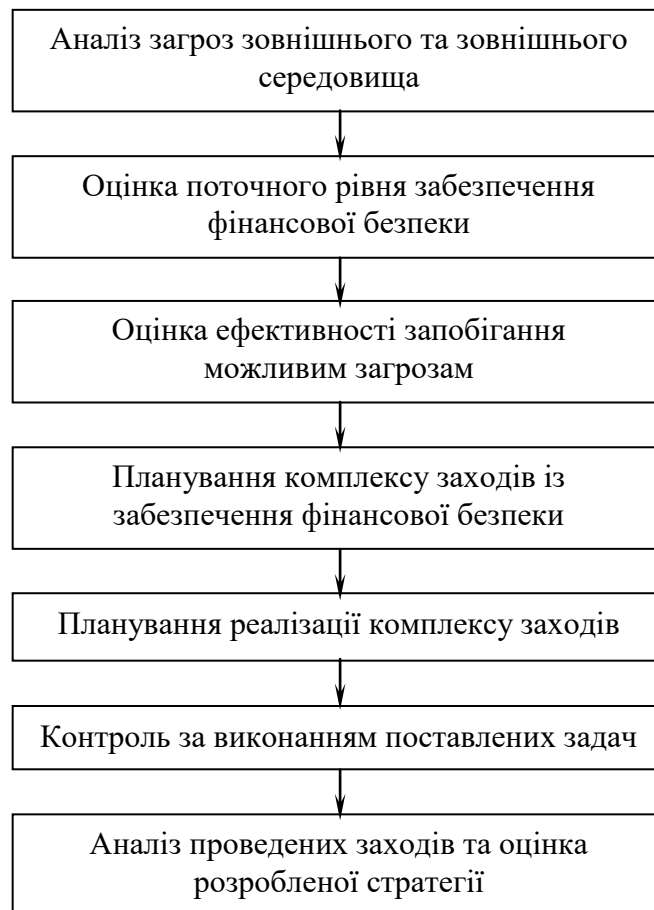 Аналіз загроз зовнішнього та зовнішнього
середовища
Оцінка поточного рівня забезпечення
фінансової безпеки
Оцінка ефективності запобігання
можливим загрозам
Планування комплексу заходів із
забезпечення фінансової безпеки
Планування реалізації комплексу заходів
Контроль за виконанням поставлених задач
Аналіз проведених заходів та оцінка
розробленої стратегії